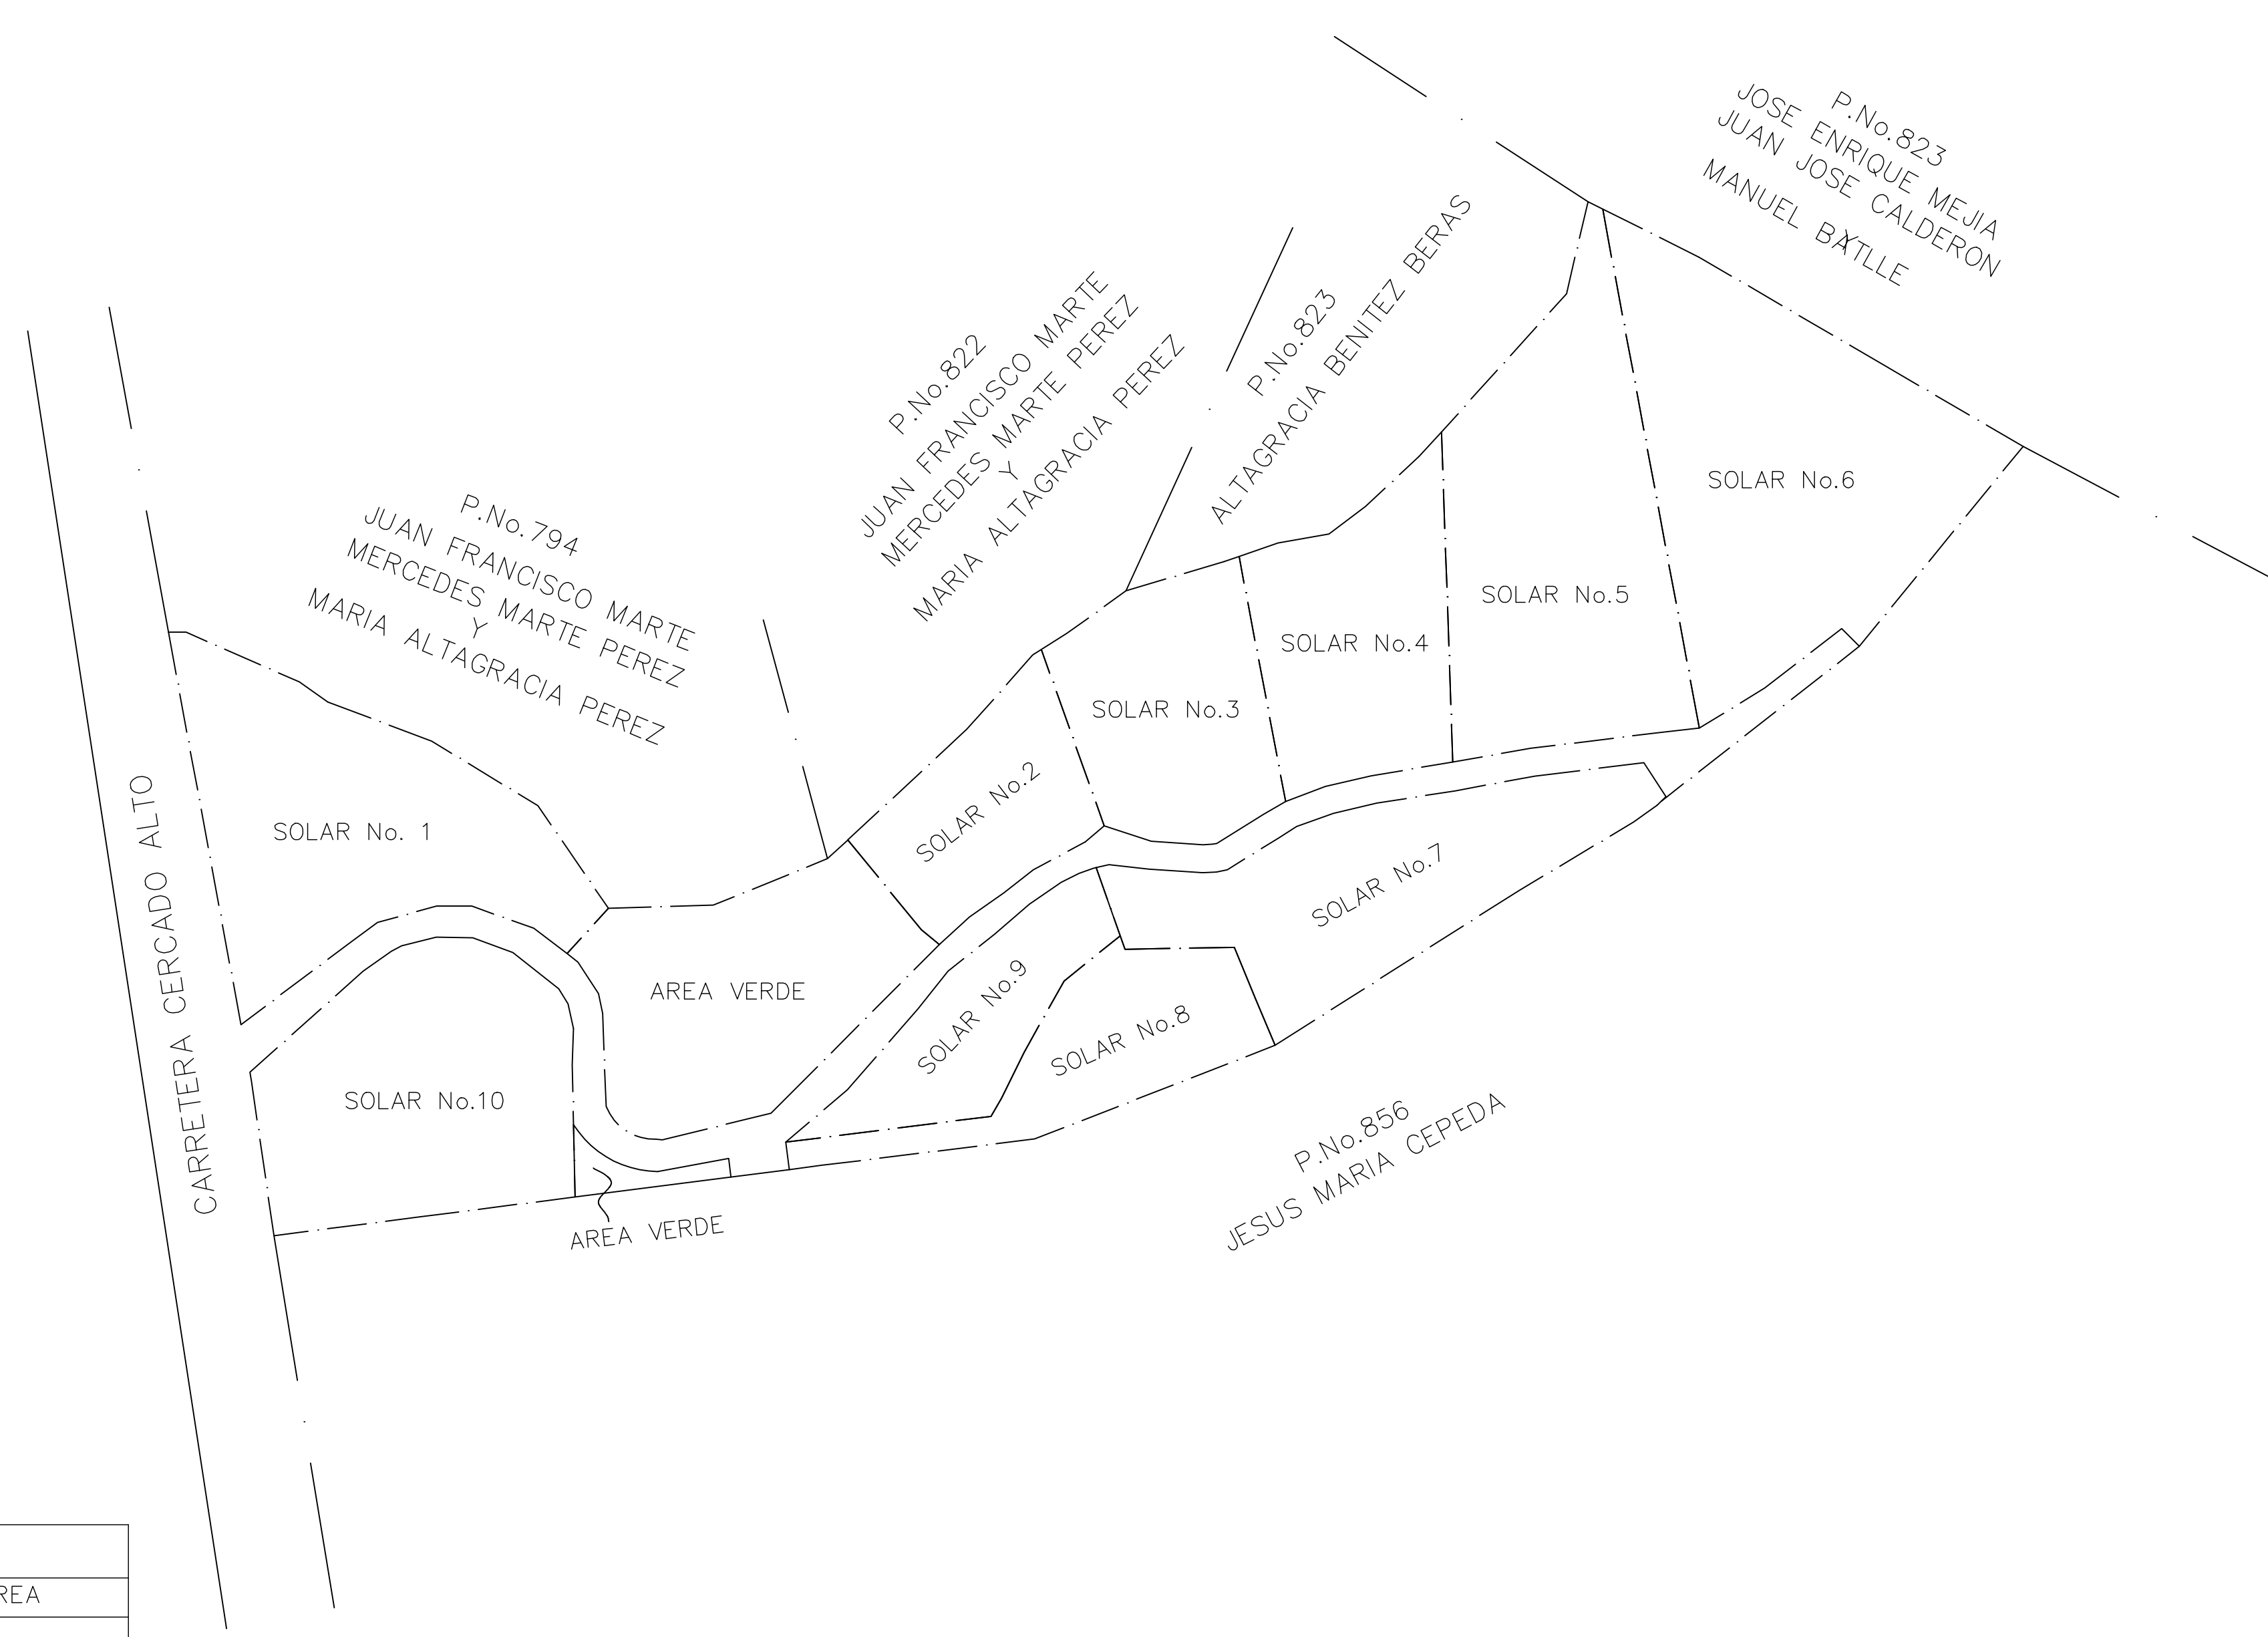 P.No.823
JOSE ENRIQUE MEJIA
JUAN JOSE CALDERON
Y
MANUEL BATLLE
P.No.823
ALTAGRACIA BENITEZ BERAS
P.No.822
JUAN FRANCISCO MARTE
MERCEDES MARTE PEREZ
Y
MARIA ALTAGRACIA PEREZ
P.No.794
JUAN FRANCISCO MARTE
MERCEDES MARTE PEREZ
Y
MARIA ALTAGRACIA PEREZ
SOLAR No.6
SOLAR No.5
SOLAR No.4
SOLAR No.3
SOLAR No.2
SOLAR No. 1
CARRETERA CERCADO ALTO
SOLAR No.7
AREA VERDE
SOLAR No.9
SOLAR No.8
SOLAR No.10
AREA VERDE
P.No.856
JESUS MARIA CEPEDA
REA